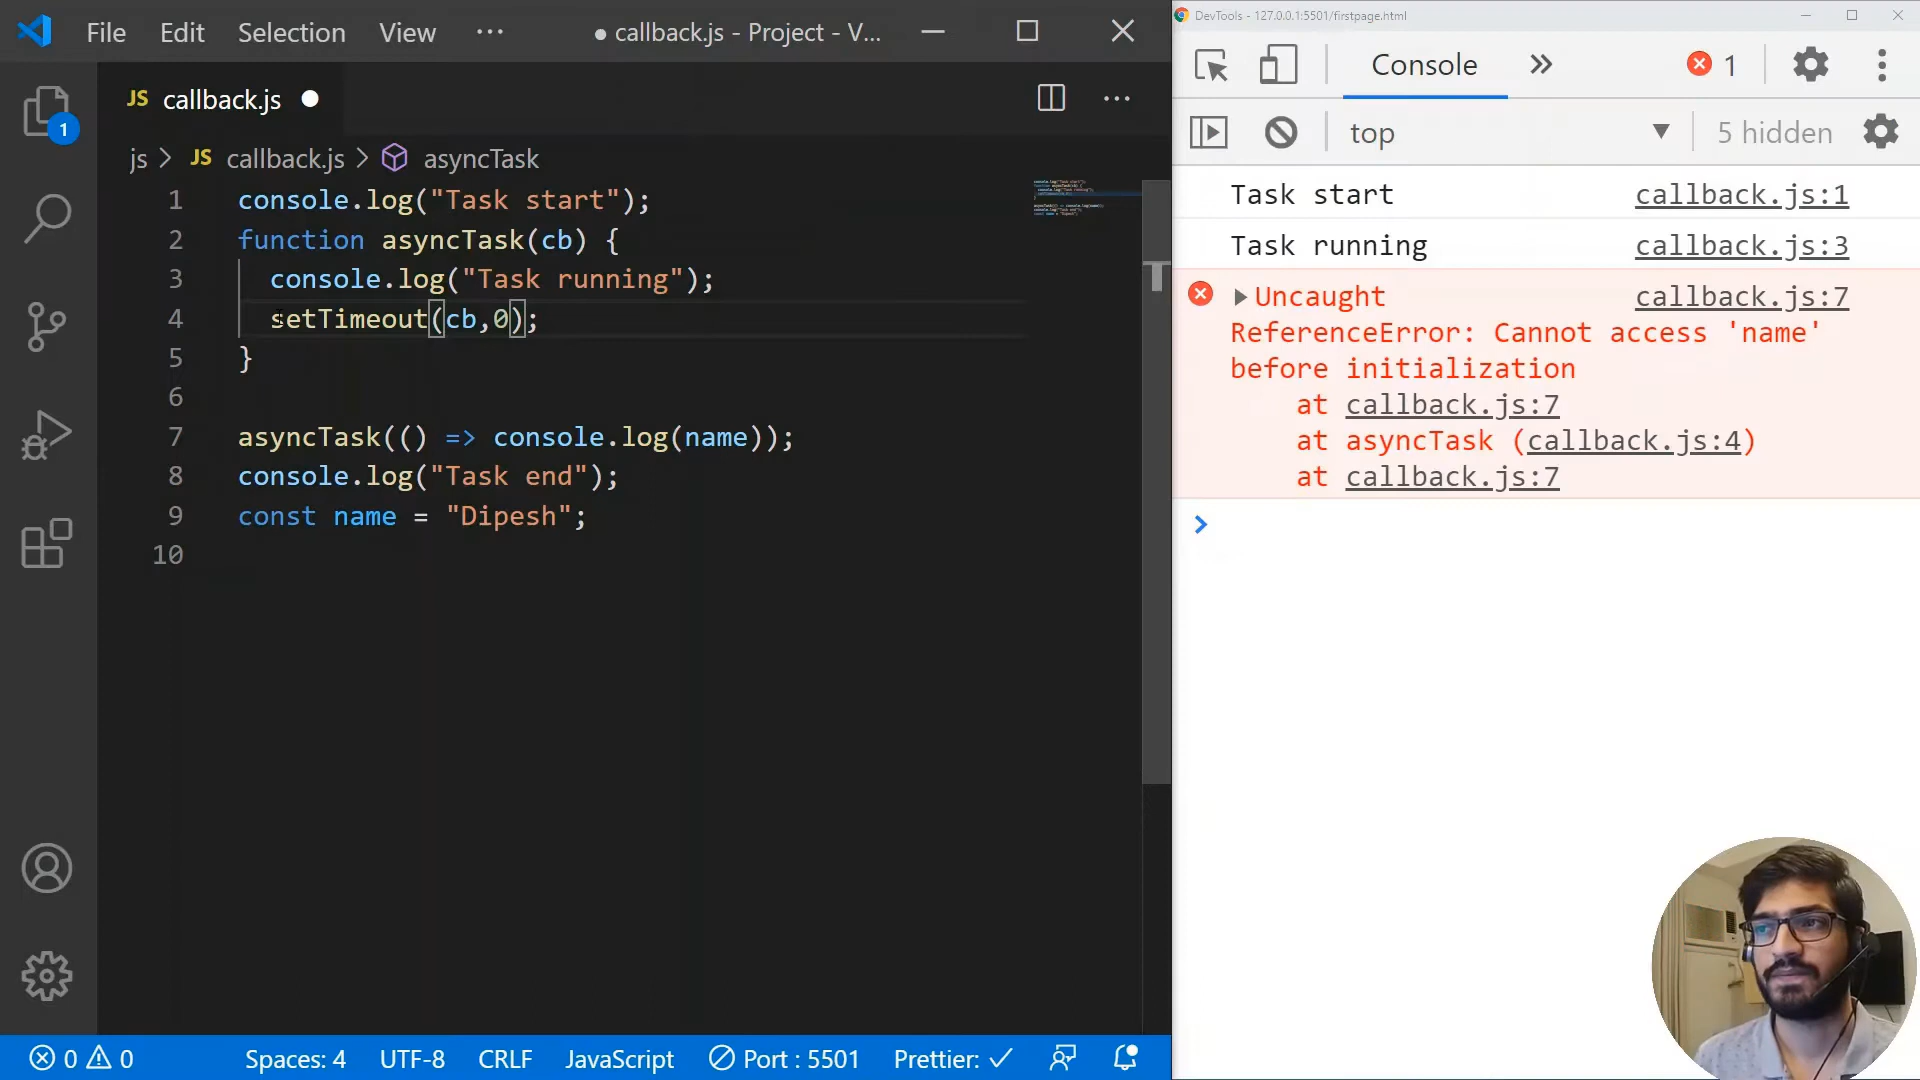 File Edit Selection View ··· ● callback.js - Project - V...
JS callback.js ●
js > JS callback.js > asyncTask
1 console.log("Task start");
2 function asyncTask(cb) {
3 console.log("Task running");
4 setTimeout(cb,0);
5 }
6
7 asyncTask(() => console.log(name));
8 console.log("Task end");
9 const name = "Dipesh";
10
1
0 0 Spaces: 4 UTF-8 CRLF JavaScript Port : 5501 Prettier: ✓
DevTools - 127.0.0.1:5501/firstpage.html
Console » 1
top 5 hidden
Task start callback.js:1
Task running callback.js:3
Uncaught callback.js:7
ReferenceError: Cannot access 'name'
before initialization
at callback.js:7
at asyncTask (callback.js:4)
at callback.js:7